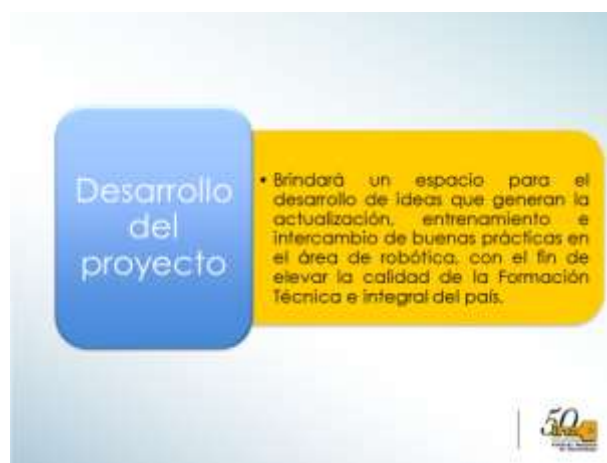 Desarrollo
del
proyecto
• Brindará un espacio para el
desarrollo de ideas que generan la
actualización, entrenamiento e
intercambio de buenas prácticas en
el área de robótica, con el fin de
elevar la calidad de la Formación
Técnica e integral del país.
50